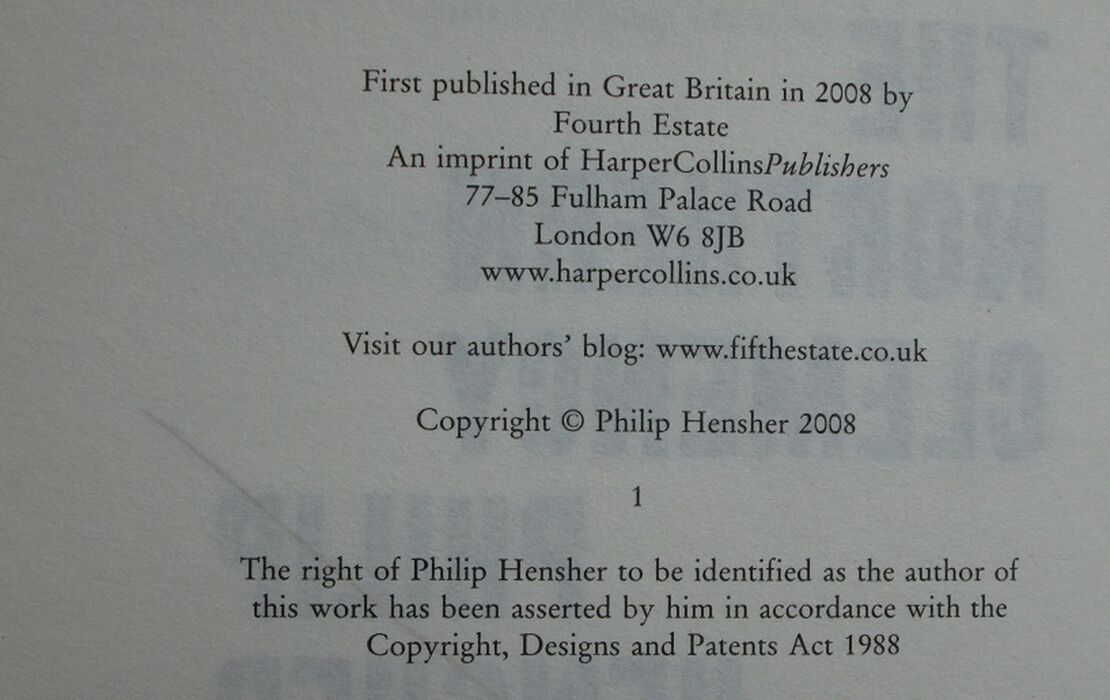 First published in Great Britain in 2008 by
Fourth Estate
An imprint of HarperCollinsPublishers
77–85 Fulham Palace Road
London W6 8JB
www.harpercollins.co.uk
Visit our authors’ blog: www.fifthestate.co.uk
Copyright © Philip Hensher 2008
1
The right of Philip Hensher to be identified as the author of
this work has been asserted by him in accordance with the
Copyright, Designs and Patents Act 1988